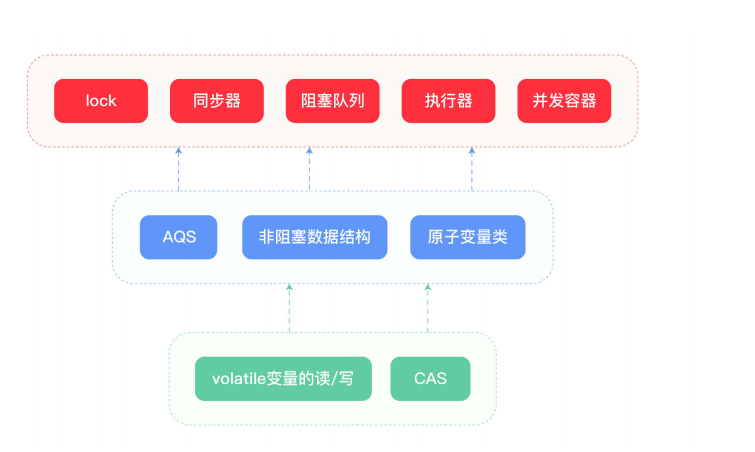 lock
同步器
阻塞队列
执行器
并发容器
AQS
非阻塞数据结构
原子变量类
volatile变量的读/写
CAS